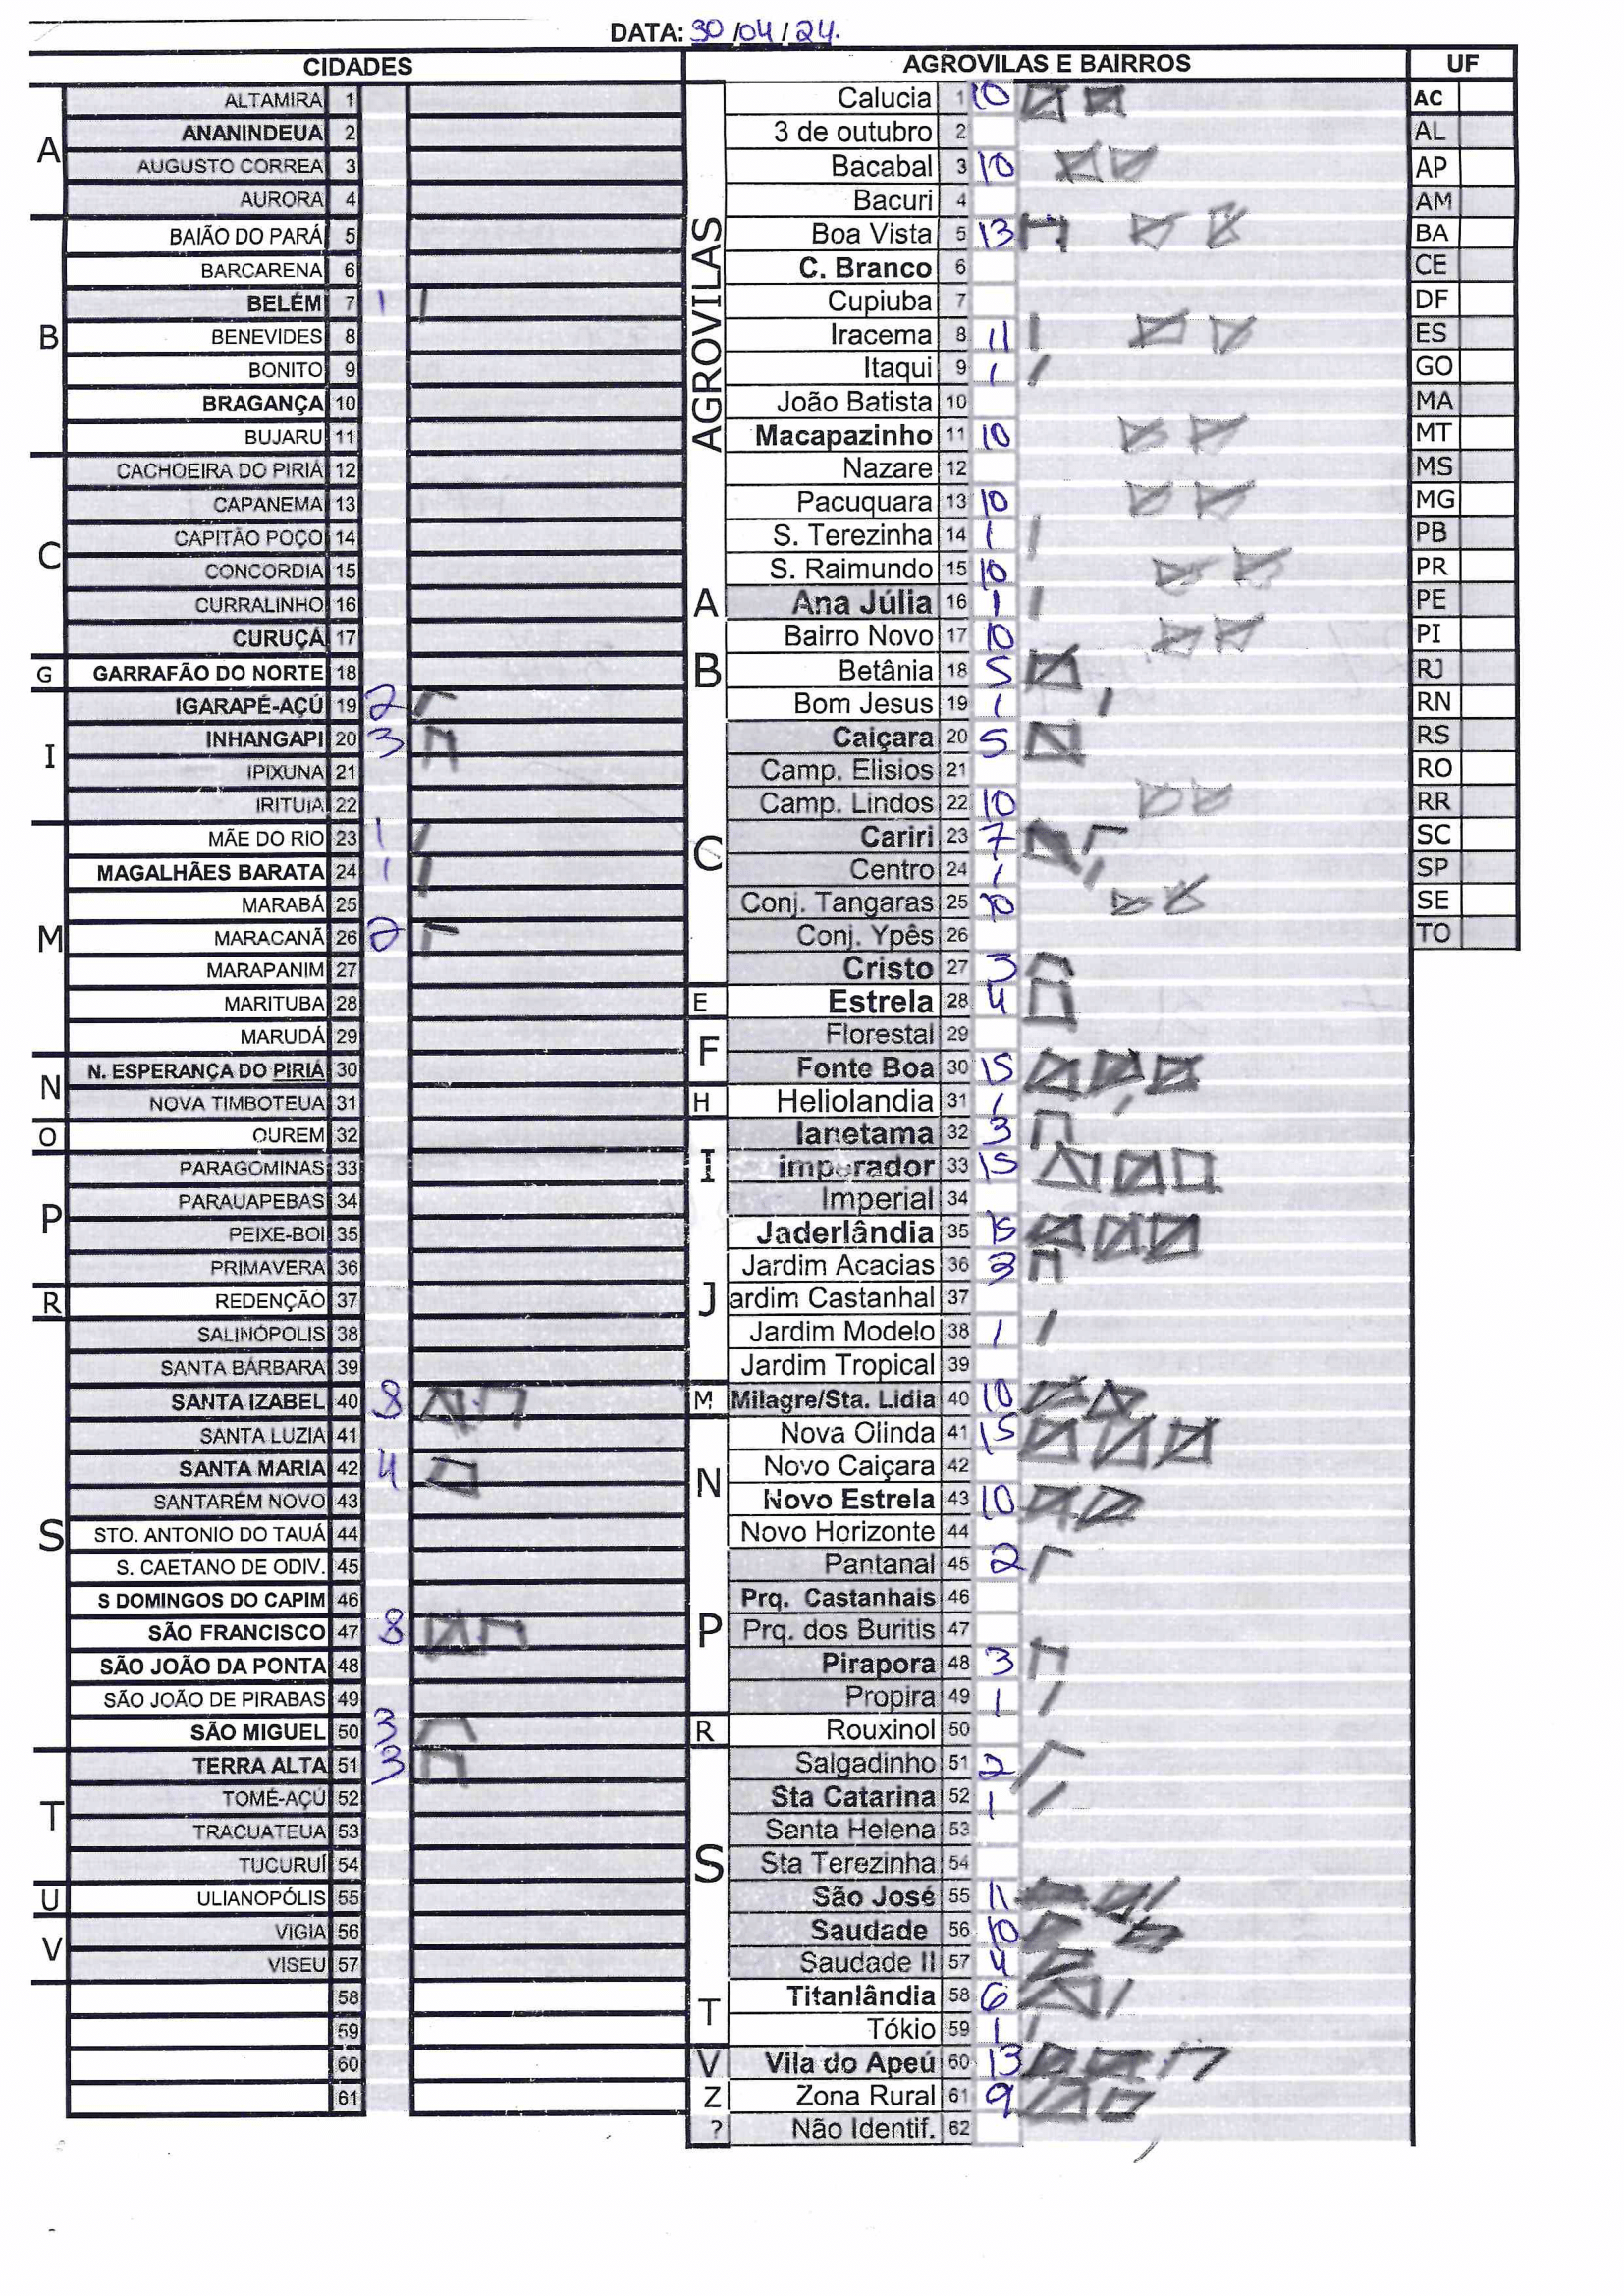 DATA: 30/04/24.
CIDADES
A
ALTAMIRA 1
ANANINDEUA 2
AUGUSTO CORREA 3
AURORA 4
B
BAIÃO DO PARÁ 5
BARCARENA 6
BELÉM 7 1
BENEVIDES 8
BONITO 9
BRAGANÇA 10
BUJARU 11
C
CACHOEIRA DO PIRIÁ 12
CAPANEMA 13
CAPITÃO POÇO 14
CONCORDIA 15
CURRALINHO 16
CURUÇÁ 17
G
GARRAFÃO DO NORTE 18
I
IGARAPÉ-AÇÚ 19 2
INHANGAPI 20 3
IPIXUNA 21
IRITUIA 22
M
MÃE DO RIO 23 1
MAGALHÃES BARATA 24 1
MARABÁ 25
MARACANÃ 26 2
MARAPANIM 27
MARITUBA 28
MARUDÁ 29
N
N. ESPERANÇA DO PIRIÁ 30
NOVA TIMBOTEUA 31
O
OUREM 32
P
PARAGOMINAS 33
PARAUAPEBAS 34
PEIXE-BOI 35
PRIMAVERA 36
R
REDENÇÃO 37
S
SALINÓPOLIS 38
SANTA BÁRBARA 39
SANTA IZABEL 40 8
SANTA LUZIA 41
SANTA MARIA 42 4
SANTARÉM NOVO 43
STO. ANTONIO DO TAUÁ 44
S. CAETANO DE ODIV. 45
S DOMINGOS DO CAPIM 46
SÃO FRANCISCO 47 8
SÃO JOÃO DA PONTA 48
SÃO JOÃO DE PIRABAS 49
SÃO MIGUEL 50 3
T
TERRA ALTA 51 3
TOMÉ-AÇÚ 52
TRACUATEUA 53
TUCURUÍ 54
U
ULIANOPÓLIS 55
V
VIGIA 56
VISEU 57
58
59
60
61
AGROVILAS E BAIRROS
AGROVILAS
Calucia 1 10
3 de outubro 2
Bacabal 3 10
Bacuri 4
Boa Vista 5 13
C. Branco 6
Cupiuba 7
Iracema 8 11
Itaqui 9 1
João Batista 10
Macapazinho 11 10
Nazare 12
Pacuquara 13 10
S. Terezinha 14 1
S. Raimundo 15 10
A
Ana Júlia 16 1
B
Bairro Novo 17 10
Betânia 18 5
Bom Jesus 19 1
C
Caiçara 20 5
Camp. Elisios 21
Camp. Lindos 22 10
Cariri 23 7
Centro 24 1
Conj. Tangaras 25 10
Conj. Ypês 26
Cristo 27 3
E
Estrela 28 4
F
Florestal 29
Fonte Boa 30 15
H
Heliolandia 31 1
I
Ianetama 32 3
imperador 33 15
Imperial 34
J
Jaderlândia 35 15
Jardim Acacias 36 3
ardim Castanhal 37
Jardim Modelo 38 1
Jardim Tropical 39
M
Milagre/Sta. Lidia 40 10
N
Nova Olinda 41 15
Novo Caiçara 42
Novo Estrela 43 10
Novo Horizonte 44
P
Pantanal 45 2
Prq. Castanhais 46
Prq. dos Buritis 47
Pirapora 48 3
Propira 49 1
R
Rouxinol 50
S
Salgadinho 51 2
Sta Catarina 52 1
Santa Helena 53
Sta Terezinha 54
São José 55 11
Saudade 56 10
Saudade II 57 4
T
Titanlândia 58 6
Tókio 59 1
V
Vila do Apeú 60 13
Z
Zona Rural 61 9
?
Não Identif. 62
UF
AC
AL
AP
AM
BA
CE
DF
ES
GO
MA
MT
MS
MG
PB
PR
PE
PI
RJ
RN
RS
RO
RR
SC
SP
SE
TO